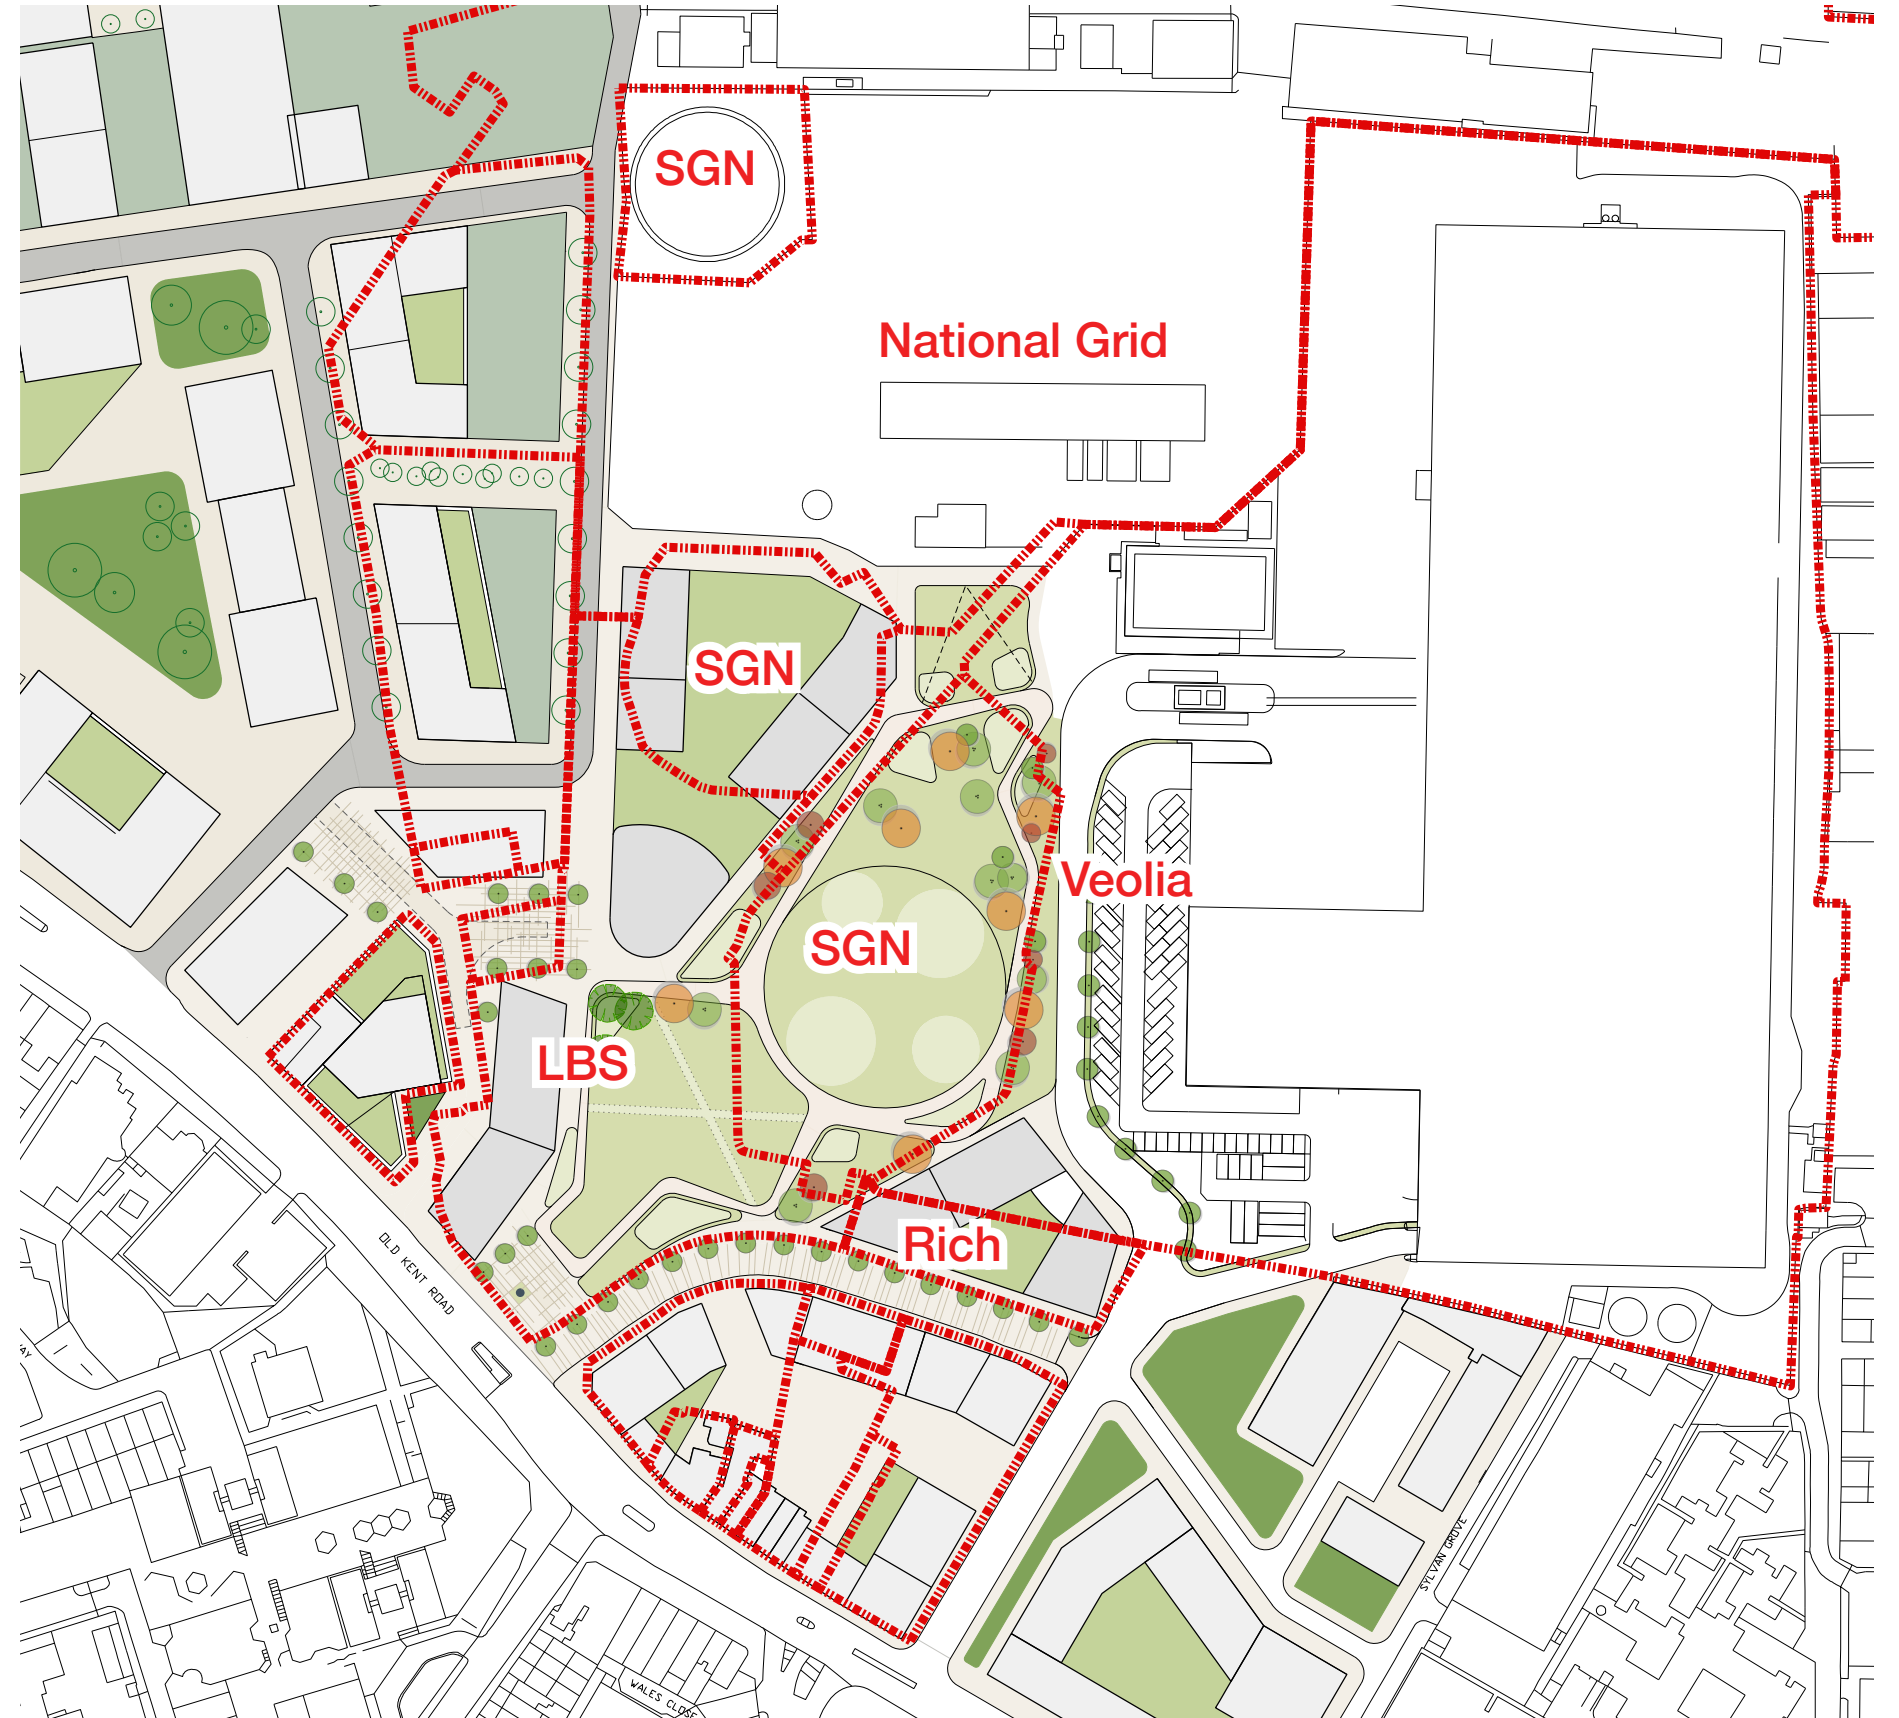 SGN
National Grid
SGN
Veolia
SGN
LBS
Rich
OLD KENT ROAD
SYLVAN GROVE
WALES CLOSE